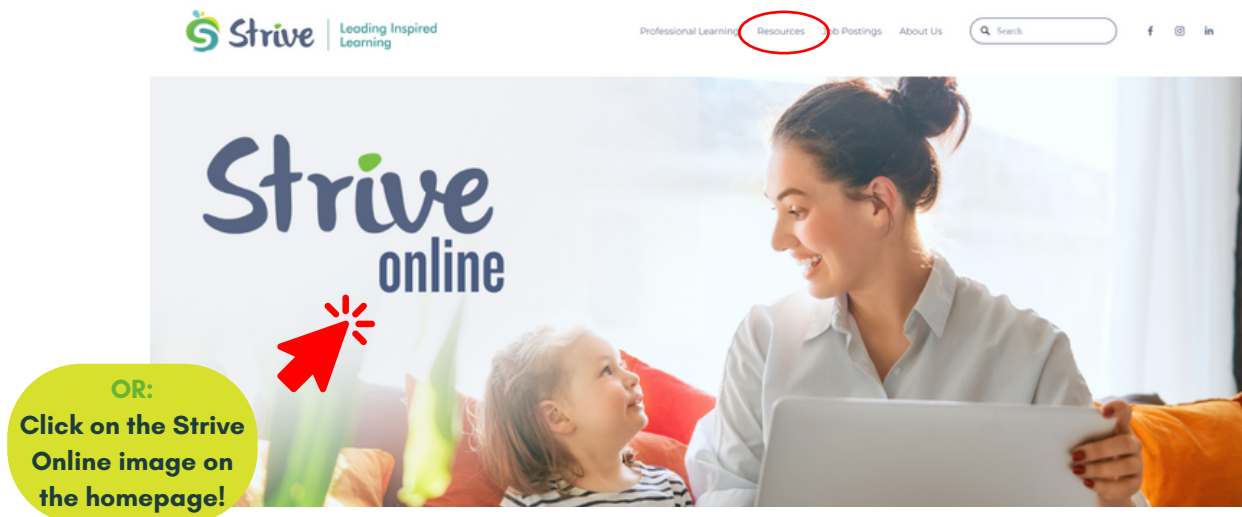 Strive
Leading Inspired
Learning
Professional Learning Resources Job Postings About Us Search f in
Strive
online
OR:
Click on the Strive
Online image on
the homepage!